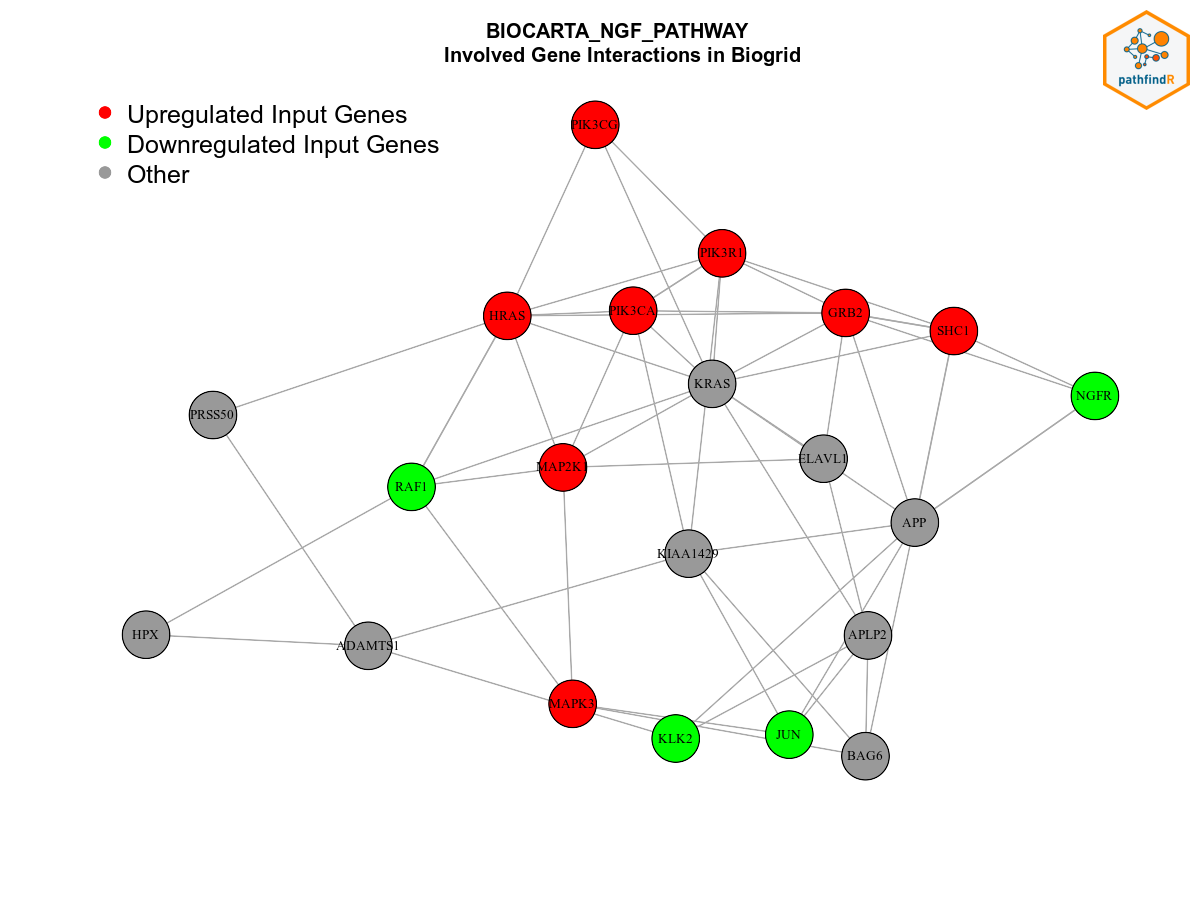 BIOCARTA_NGF_PATHWAY
Involved Gene Interactions in Biogrid
pathfindR
Upregulated Input Genes
Downregulated Input Genes
Other
PIK3CG
PIK3R1
HRAS
PIK3CA
GRB2
SHC1
KRAS
NGFR
PRSS50
ELAVL1
MAP2K1
RAF1
APP
KIAA1429
HPX
ADAMTS1
APLP2
MAPK3
KLK2
JUN
BAG6